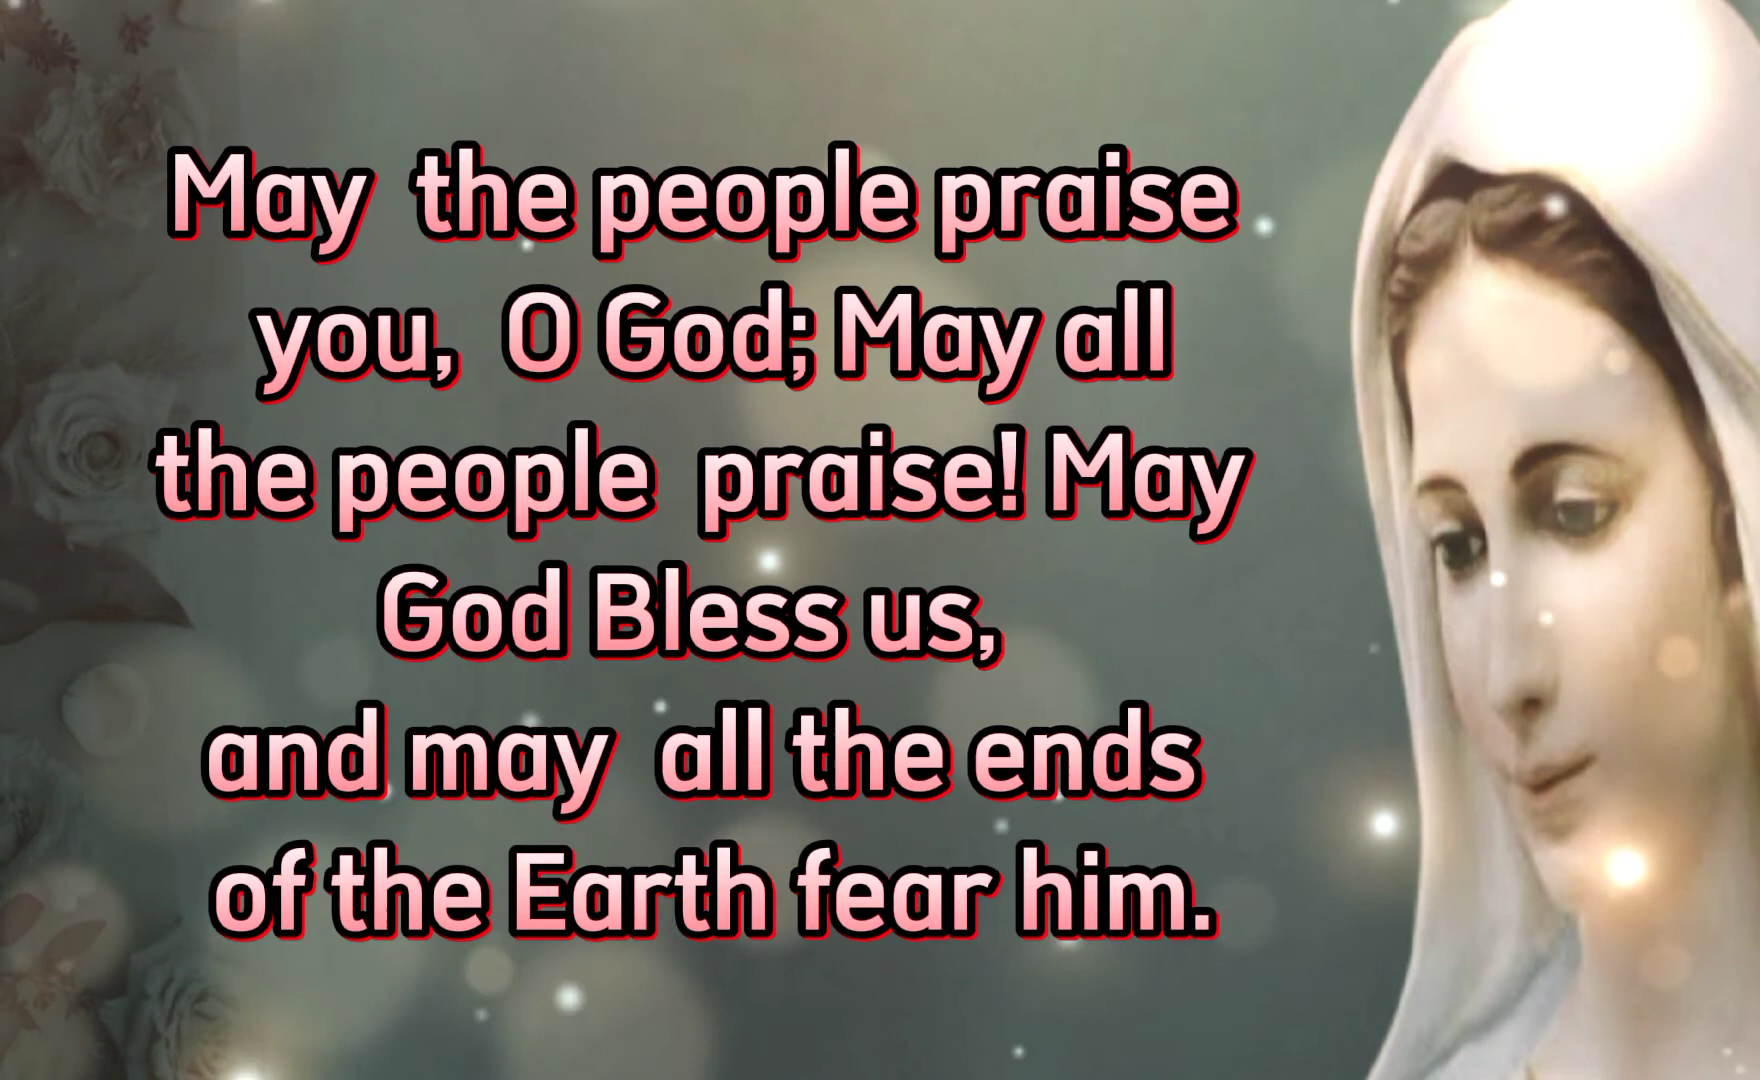 May the people praise
you, O God; May all
the people praise! May
God Bless us,
and may all the ends
of the Earth fear him.